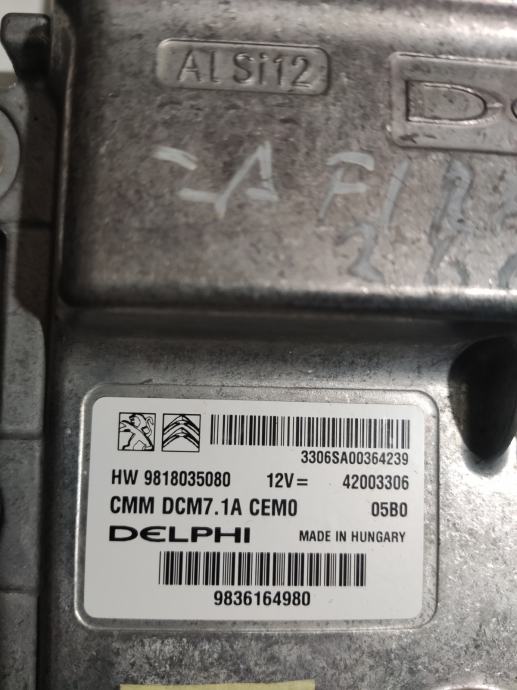 AlSi12
3306SA00364239
HW 9818035080 12V= 42003306
CMM DCM7.1A CEM0 05B0
DELPHI MADE IN HUNGARY
9836164980